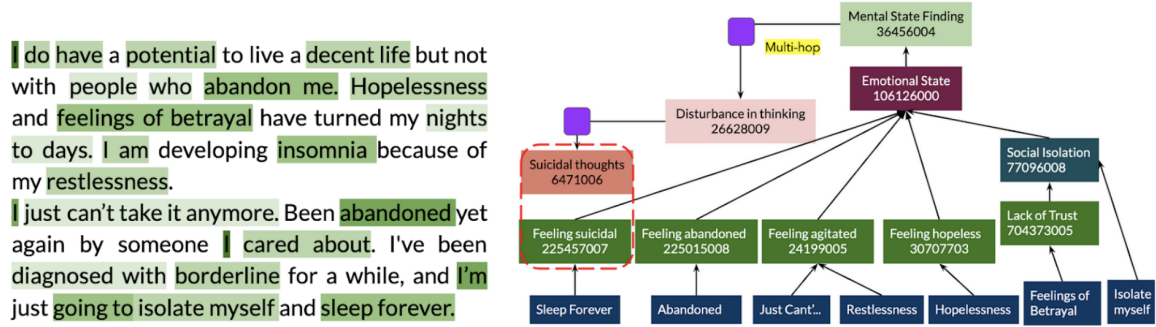 I do have a potential to live a decent life but not
with people who abandon me. Hopelessness
and feelings of betrayal have turned my nights
to days. I am developing insomnia because of
my restlessness.
I just can't take it anymore. Been abandoned yet
again by someone I cared about. I've been
diagnosed with borderline for a while, and I'm
just going to isolate myself and sleep forever.
Mental State Finding
36456004
Multi-hop
Emotional State
106126000
Disturbance in thinking
26628009
Suicidal thoughts
6471006
Social Isolation
77096008
Feeling suicidal
225457007
Feeling abandoned
225015008
Feeling agitated
24199005
Feeling hopeless
30707703
Lack of Trust
704373005
Sleep Forever
Abandoned
Just Cant'...
Restlessness
Hopelessness
Feelings of
Betrayal
Isolate
myself